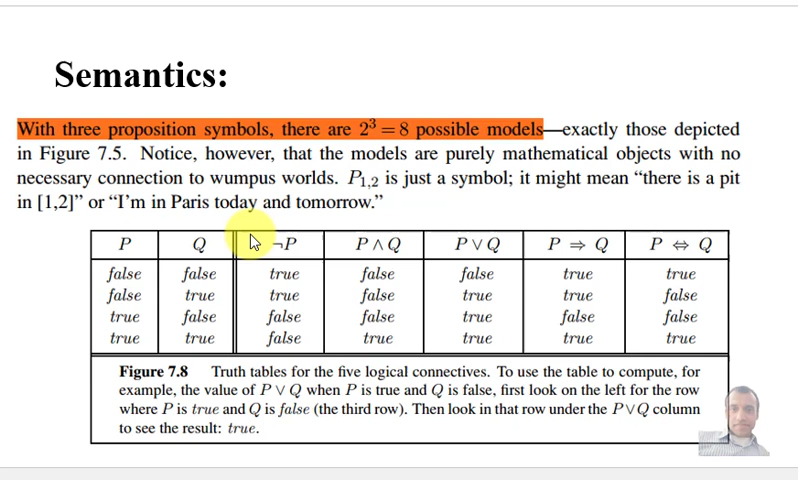 Semantics:
With three proposition symbols, there are 2³ = 8 possible models—exactly those depicted
in Figure 7.5. Notice, however, that the models are purely mathematical objects with no
necessary connection to wumpus worlds. P₁,₂ is just a symbol; it might mean “there is a pit
in [1,2]” or “I’m in Paris today and tomorrow.”
P Q ¬P P ∧ Q P ∨ Q P ⇒ Q P ⇔ Q
false false true false false true true
false true true false true true false
true false false false true false false
true true false true true true true
Figure 7.8 Truth tables for the five logical connectives. To use the table to compute, for
example, the value of P ∨ Q when P is true and Q is false, first look on the left for the row
where P is true and Q is false (the third row). Then look in that row under the P∨Q column
to see the result: true.